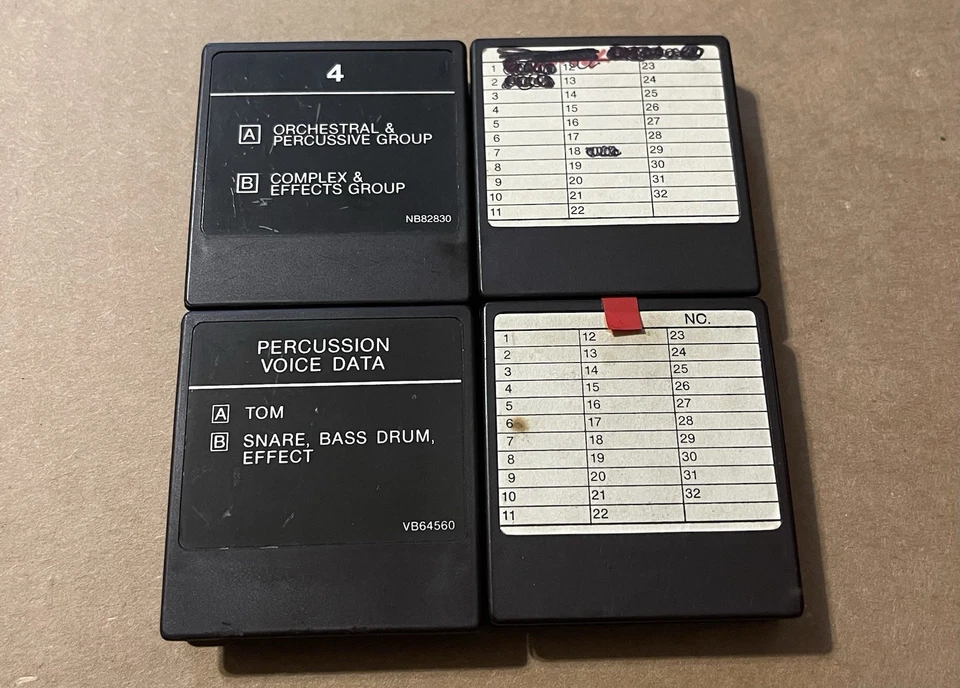 4
A ORCHESTRAL &
PERCUSSIVE GROUP
B COMPLEX &
EFFECTS GROUP
NB82830
1 12 23
2 13 24
3 14 25
4 15 26
5 16 27
6 17 28
7 18 29
8 19 30
9 20 31
10 21 32
11 22
PERCUSSION
VOICE DATA
A TOM
B SNARE, BASS DRUM,
EFFECT
VB64560
NO.
1 12 23
2 13 24
3 14 25
4 15 26
5 16 27
6 17 28
7 18 29
8 19 30
9 20 31
10 21 32
11 22